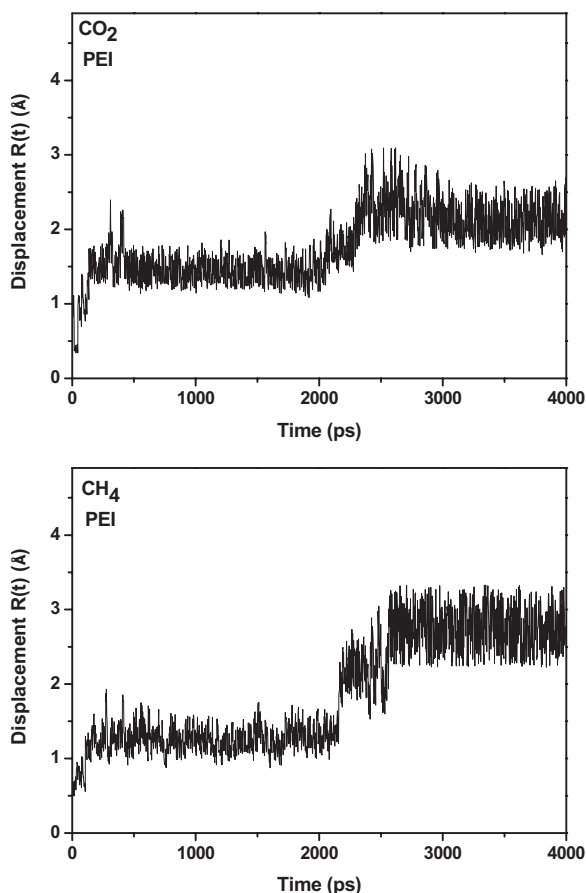 CO2
PEI
Displacement R(t) (Å)
4
3
2
1
0
0 1000 2000 3000 4000
Time (ps)
CH4
PEI
Displacement R(t) (Å)
4
3
2
1
0
0 1000 2000 3000 4000
Time (ps)